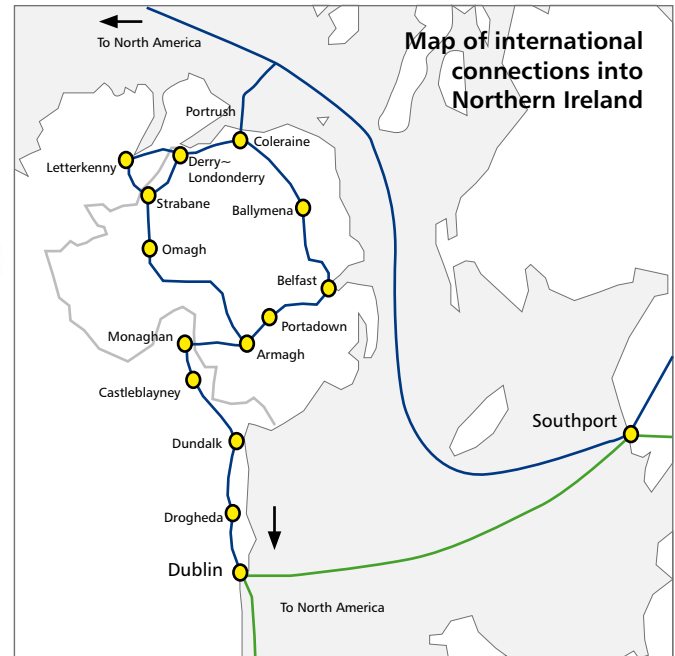 To North America
Map of international
connections into
Northern Ireland
Portrush
Coleraine
Letterkenny
Derry~
Londonderry
Strabane
Ballymena
Omagh
Belfast
Portadown
Monaghan
Armagh
Castleblayney
Southport
Dundalk
Drogheda
Dublin
To North America